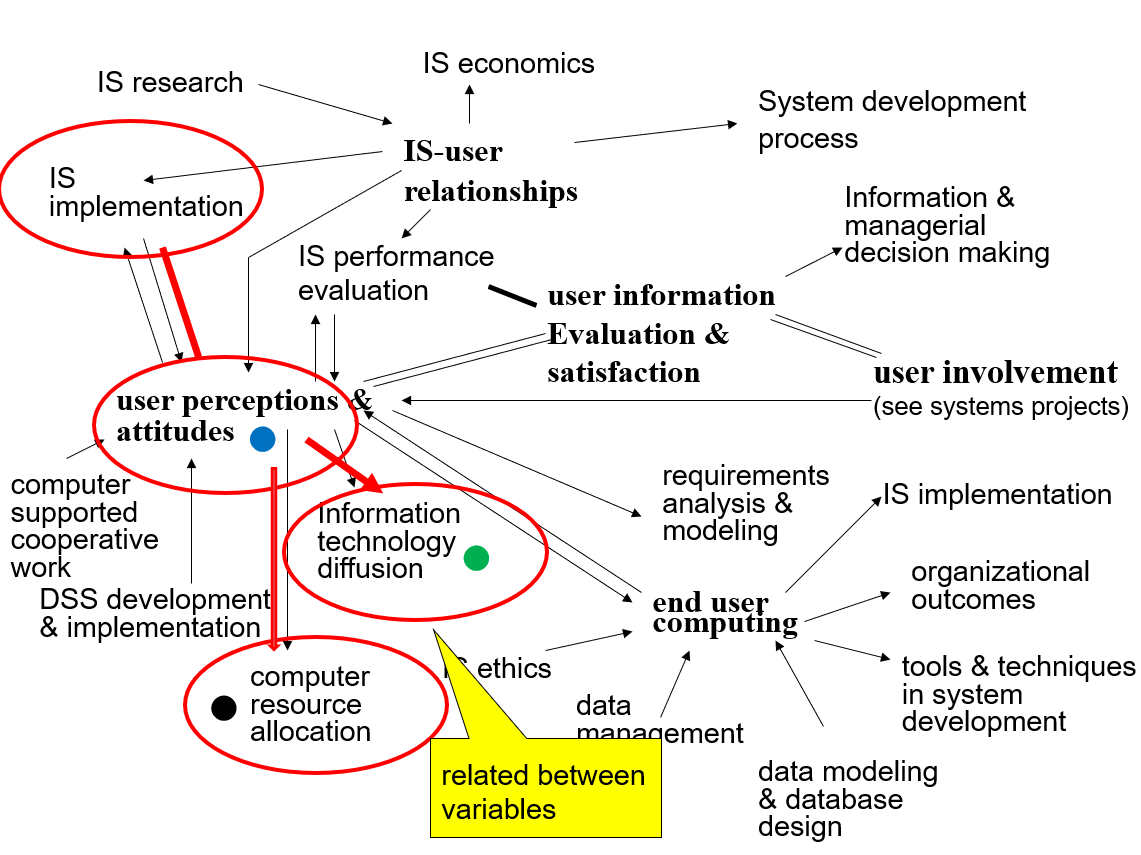 IS economics
IS research
System development
process
IS-user
relationships
IS
implementation
Information &
managerial
decision making
IS performance
evaluation
user information
Evaluation &
satisfaction
user involvement
(see systems projects)
user perceptions &
attitudes
computer
supported
cooperative
work
requirements
analysis &
modeling
IS implementation
Information
technology
diffusion
DSS development
& implementation
organizational
outcomes
end user
computing
IS ethics
computer
resource
allocation
tools & techniques
in system
development
data
management
related between
variables
data modeling
& database
design